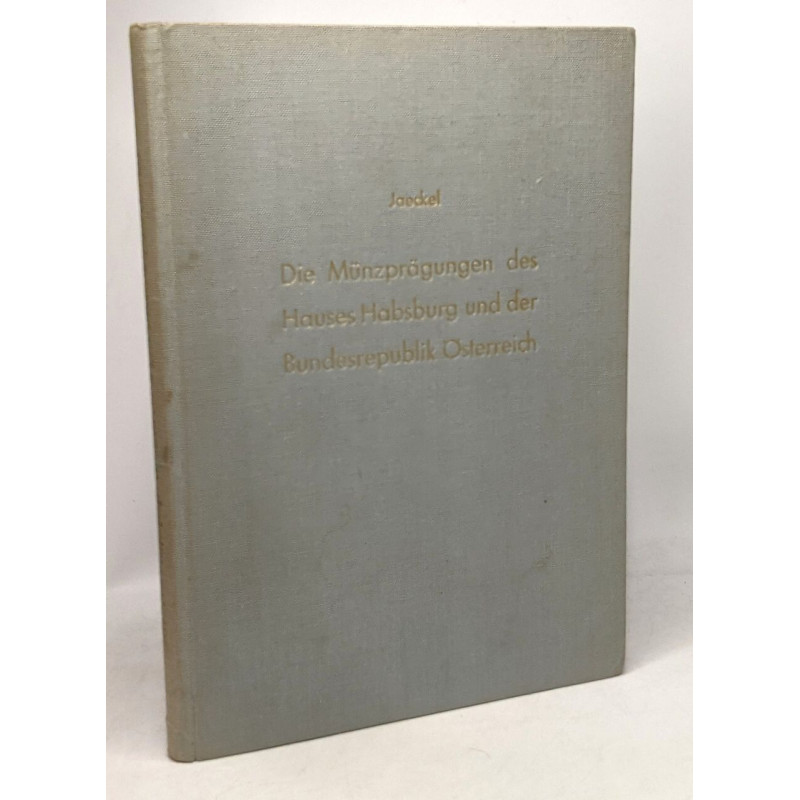 Jaeckel
Die Münzprägungen des
Hauses Habsburg und der
Bundesrepublik Österreich